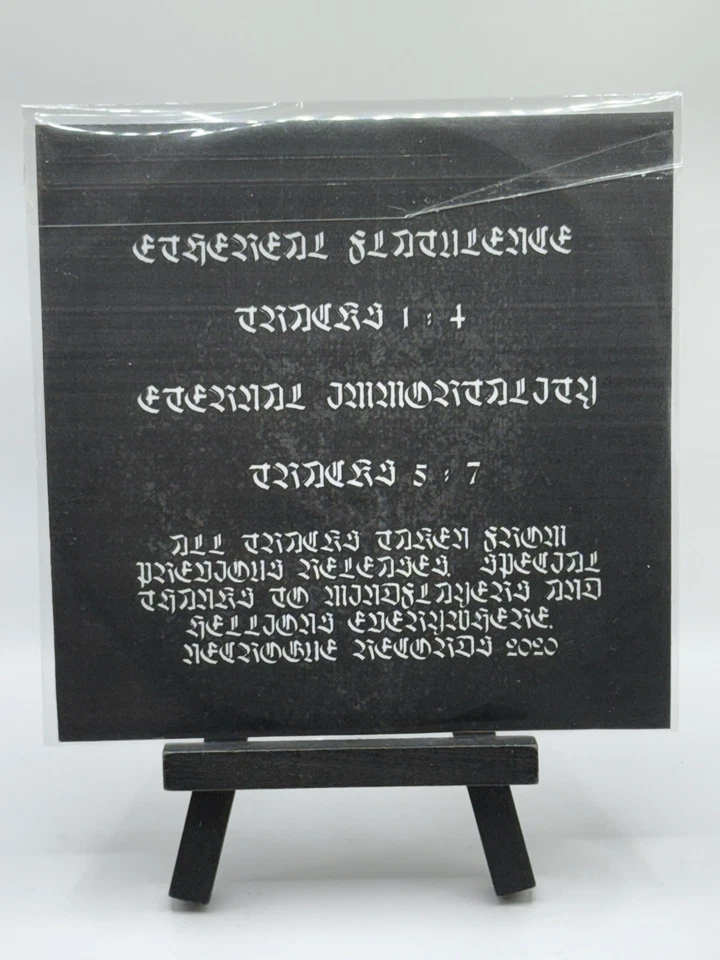 ETHEREAL FLATULENCE
TRACKS 1 : 4
ETERNAL IMMORTALITY
TRACKS 5 : 7
ALL TRACKS TAKEN FROM
PREVIOUS RELEASES. SPECIAL
THANKS TO MINDFLAYERS AND
HELLIONS EVERYWHERE.
NECROGUE RECORDS 2020